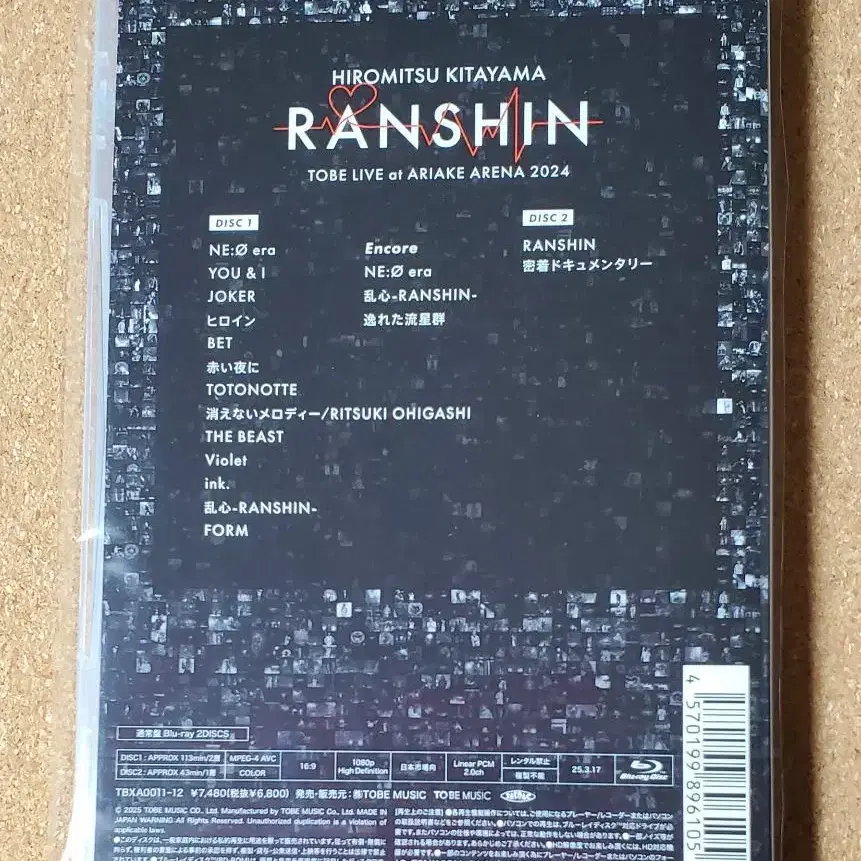 HIROMITSU KITAYAMA
RANSHIN
TOBE LIVE at ARIAKE ARENA 2024
DISC 1
NE:Ø era
YOU & I
JOKER
ヒロイン
BET
赤い夜に
TOTONOTTE
消えないメロディー/RITSUKI OHIGASHI
THE BEAST
Violet
ink.
乱心-RANSHIN-
FORM
Encore
NE:Ø era
乱心-RANSHIN-
逸れた流星群
DISC 2
RANSHIN
密着ドキュメンタリー
通常盤 Blu-ray 2DISCS
DISC1: APPROX 113min/2層
DISC2: APPROX 43min/1層
MPEG-4 AVC
COLOR
16:9
1080p
High Definition
日本市場向
Linear PCM
2.0ch
レンタル禁止
複製不能
25.3.17
Blu-ray Disc
TBXA0011-12 ¥7,480(税抜¥6,800) 発売・販売元:㈱TOBE MUSIC TOBE MUSIC
© 2025 TOBE MUSIC CO., Ltd. Manufactured by TOBE MUSIC Co., Ltd. MADE IN
JAPAN WARNING: All Rights Reserved. Unauthorized duplication is a violation of
applicable laws.
4 570199 896105